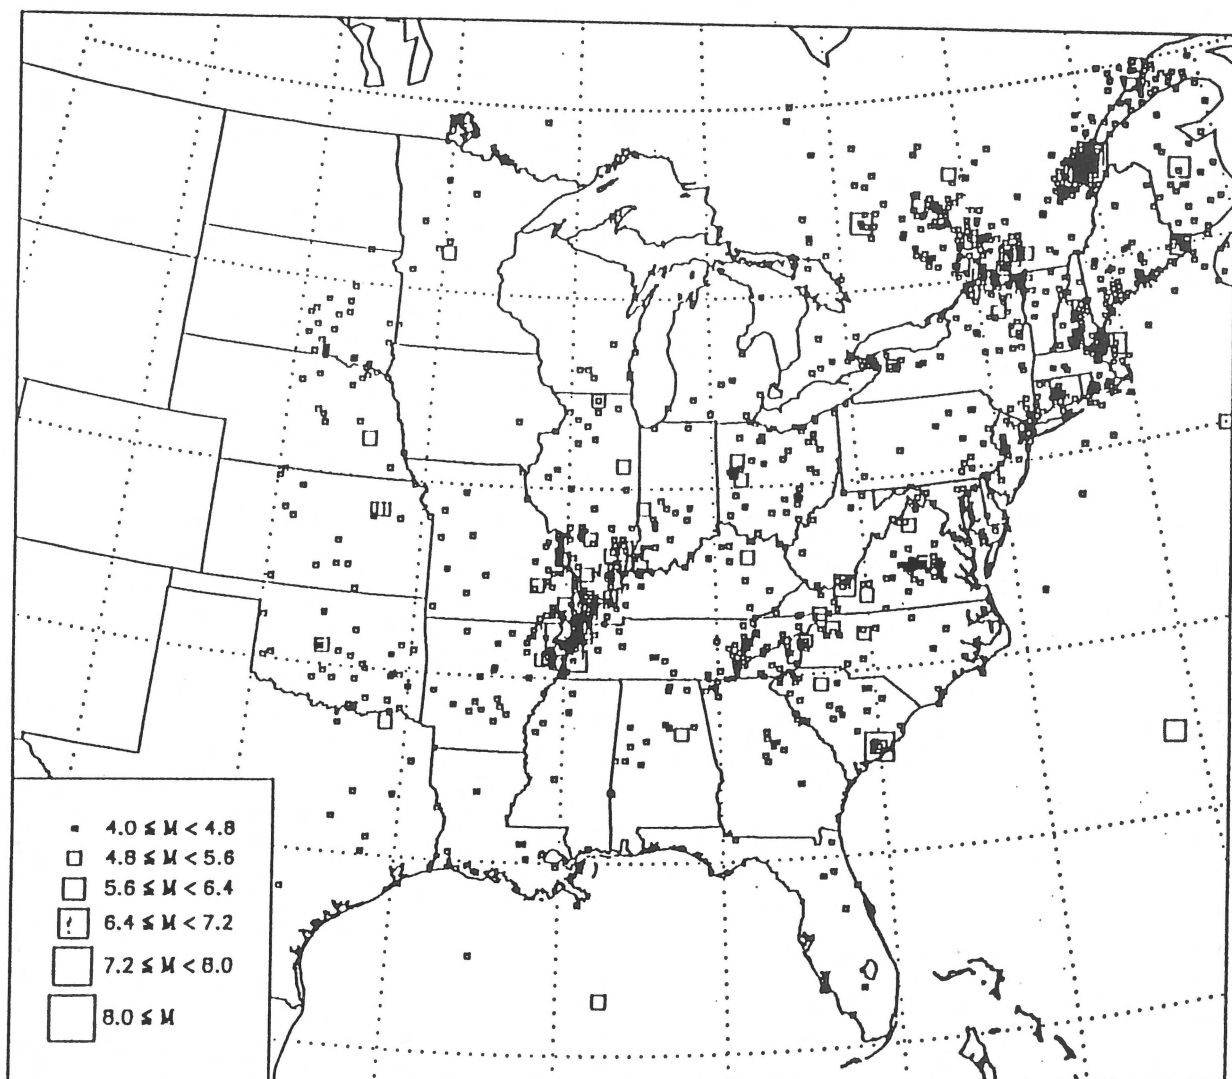 4.0 ≤ M < 4.8
4.8 ≤ M < 5.6
5.6 ≤ M < 6.4
6.4 ≤ M < 7.2
7.2 ≤ M < 8.0
8.0 ≤ M